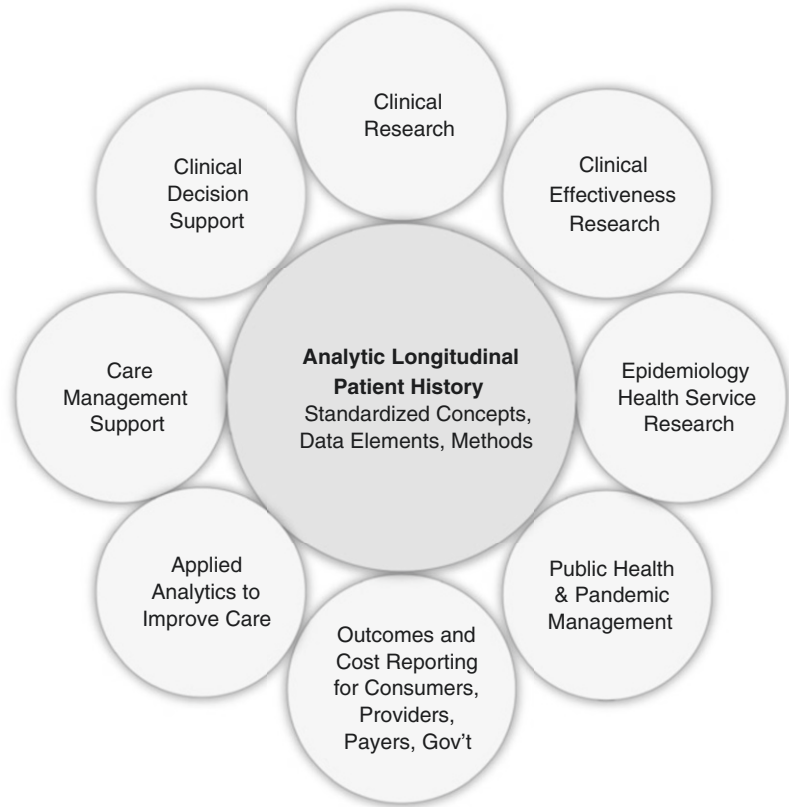 Clinical
Research
Clinical
Effectiveness
Research
Epidemiology
Health Service
Research
Public Health
& Pandemic
Management
Outcomes and
Cost Reporting
for Consumers,
Providers,
Payers, Gov't
Applied
Analytics to
Improve Care
Care
Management
Support
Clinical
Decision
Support
Analytic Longitudinal
Patient History
Standardized Concepts,
Data Elements, Methods